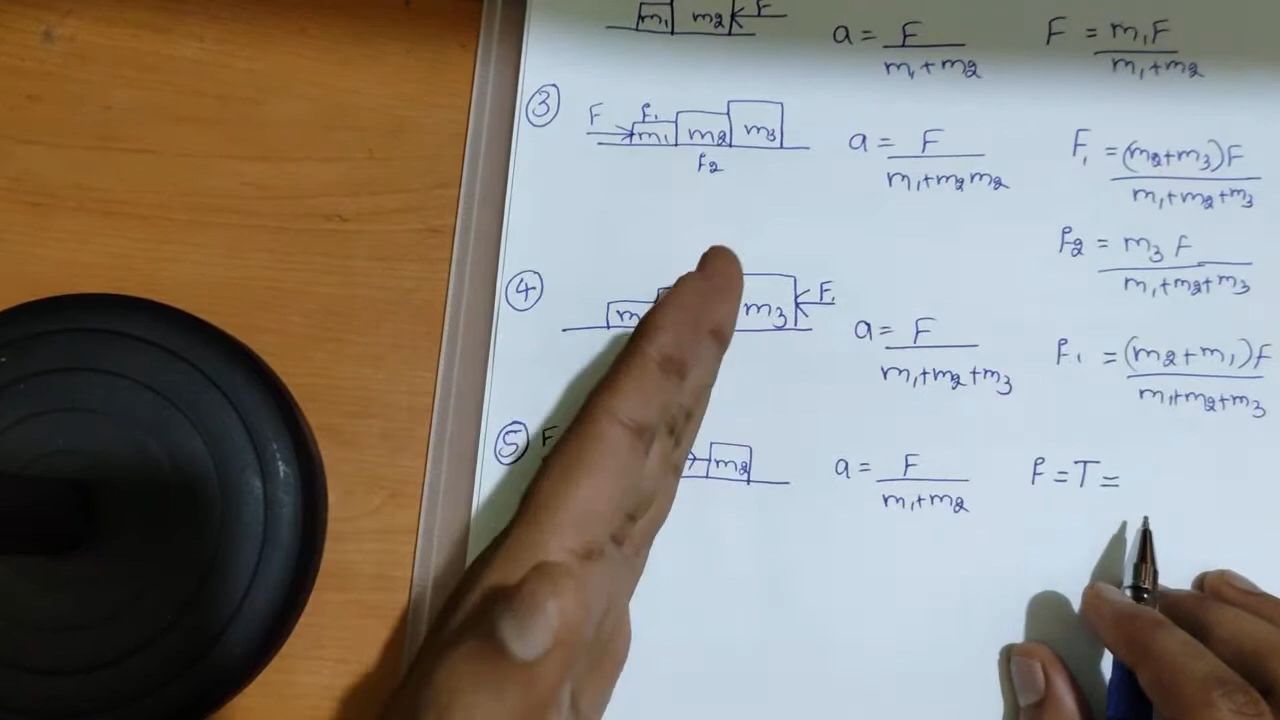 m₁ m₂ F a = F / m₁+m₂ F = m₁F / m₁+m₂
③ F f₁ m₁ m₂ m₃ f₂ a = F / m₁+m₂m₂ F₁ = (m₂+m₃)F / m₁+m₂+m₃
f₂ = m₃ F / m₁+m₂+m₃
④ m m₃ F₁ a = F / m₁+m₂+m₃ f₁ = (m₂+m₁)F / m₁+m₂+m₃
⑤ F m₂ a = F / m₁+m₂ f = T =